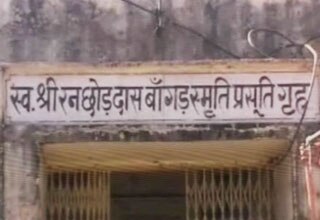 स्व. श्री रनछोड़दास बाँगड़ स्मृति प्रसूति गृह